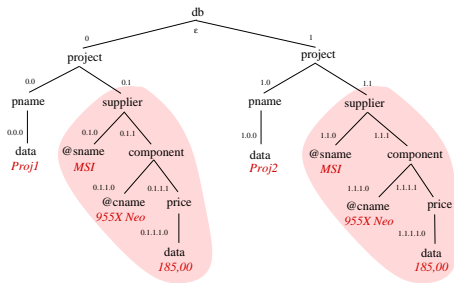 db
0 ε 1
project project
0.0 0.1 1.0 1.1
pname supplier pname supplier
0.0.0 0.1.0 0.1.1 1.0.0 1.1.0 1.1.1
data @sname component data @sname component
Proj1 MSI Proj2 MSI
0.1.1.0 0.1.1.1 1.1.1.0 1.1.1.1
@cname price @cname price
955X Neo 955X Neo
0.1.1.1.0 1.1.1.1.0
data data
185,00 185,00